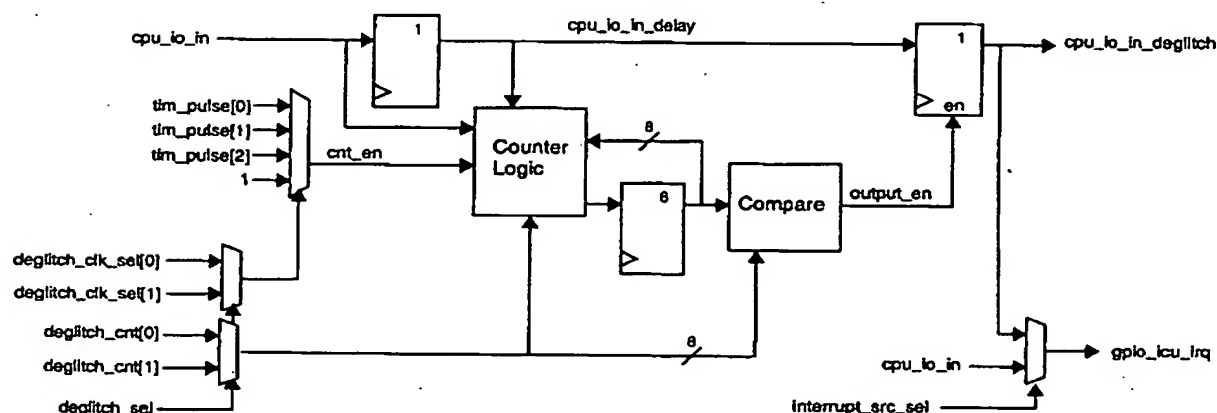 cpu_io_in
1
cpu_io_in_delay
1
en
cpu_io_in_deglitch
tim_pulse[0]
tim_pulse[1]
tim_pulse[2]
1
cnt_en
Counter
Logic
8
6
Compare
output_en
deglitch_clk_sel[0]
deglitch_clk_sel[1]
deglitch_cnt[0]
deglitch_cnt[1]
8
deglitch_sel
cpu_io_in
gpio_icu_irq
interrupt_src_sel